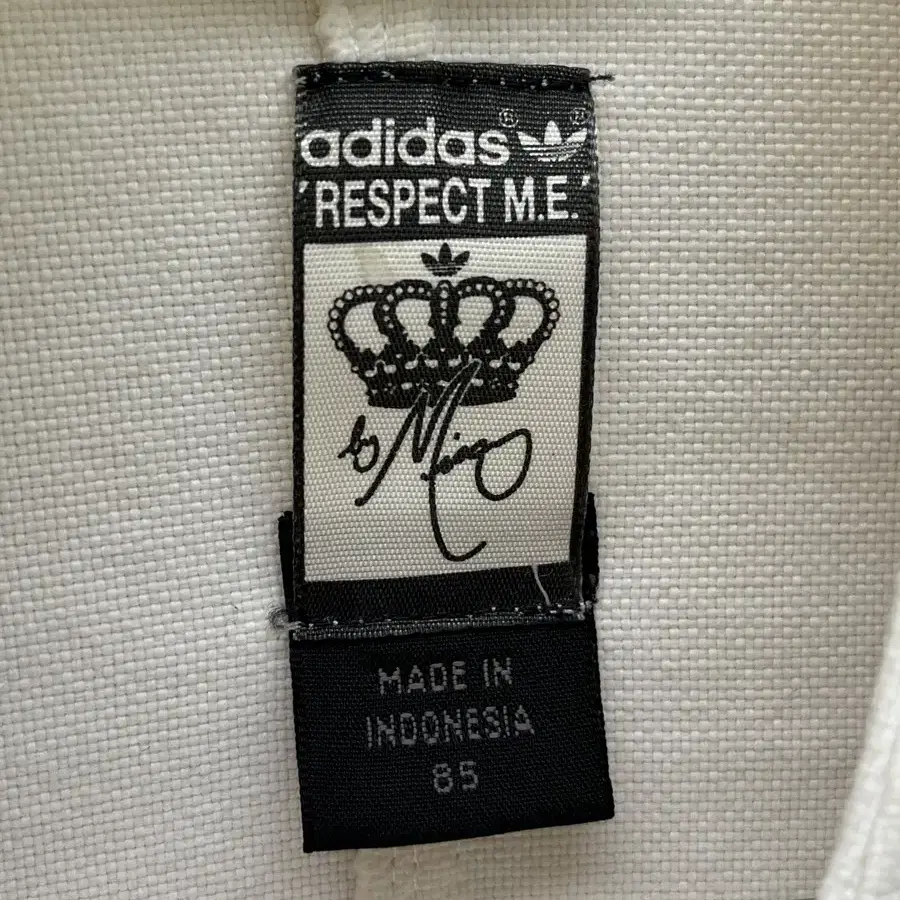 adidas® ®
'RESPECT M.E.'
by Missy
MADE IN
INDONESIA
85